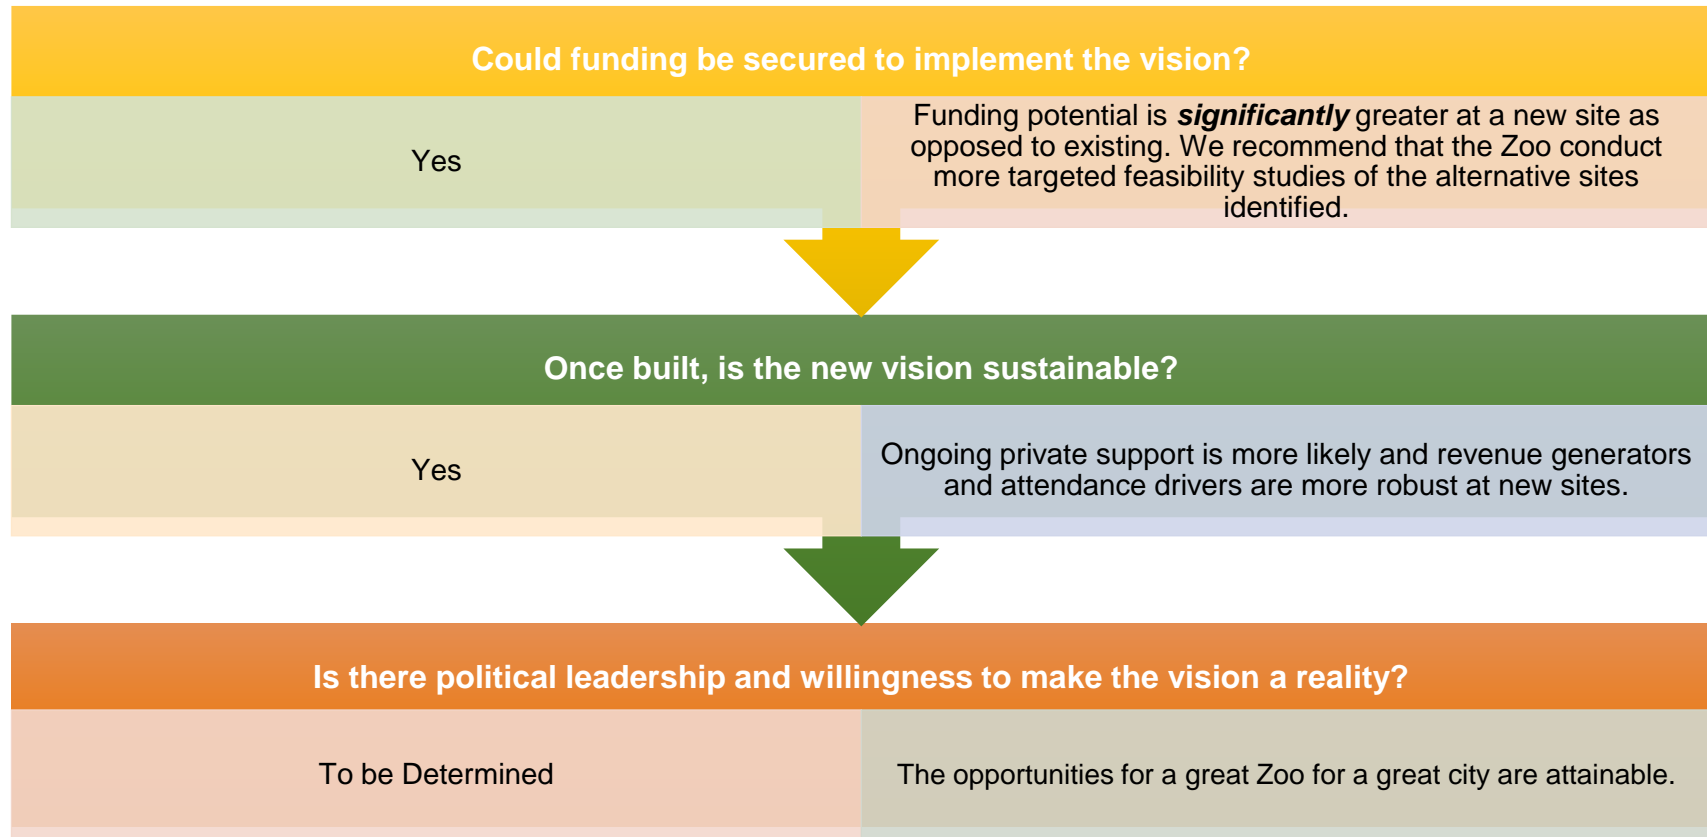 Could funding be secured to implement the vision?
Yes
Funding potential is significantly greater at a new site as
opposed to existing. We recommend that the Zoo conduct
more targeted feasibility studies of the alternative sites
identified.
Once built, is the new vision sustainable?
Yes
Ongoing private support is more likely and revenue generators
and attendance drivers are more robust at new sites.
Is there political leadership and willingness to make the vision a reality?
To be Determined
The opportunities for a great Zoo for a great city are attainable.